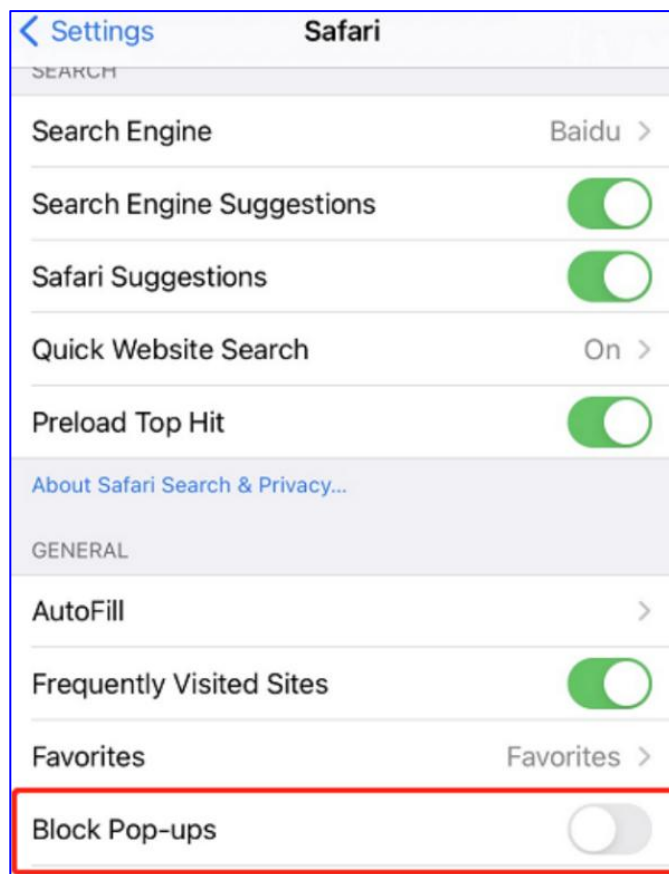 Settings
Safari
SEARCH
Search Engine Baidu
Search Engine Suggestions
Safari Suggestions
Quick Website Search On
Preload Top Hit
About Safari Search & Privacy...
GENERAL
AutoFill
Frequently Visited Sites
Favorites Favorites
Block Pop-ups